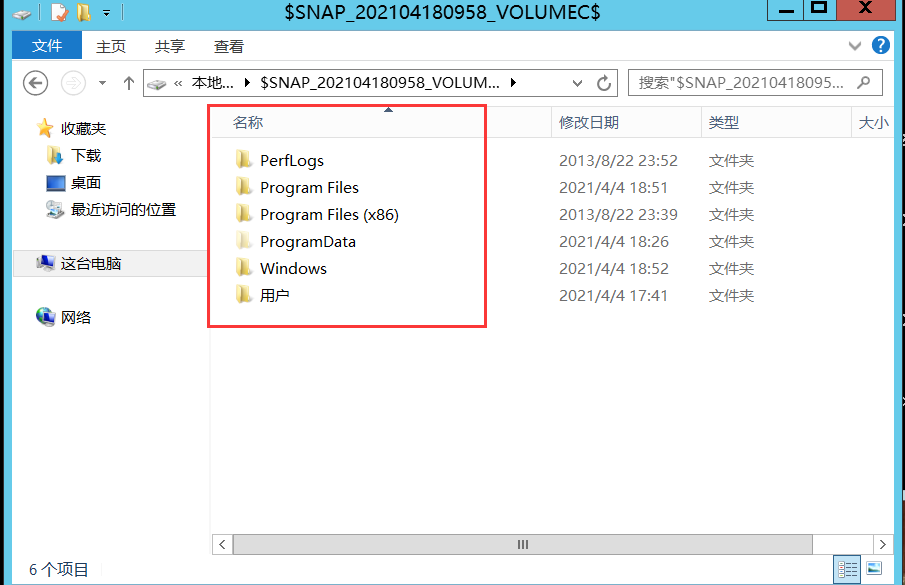 $SNAP_202104180958_VOLUMEC$
文件 主页 共享 查看
« 本地... $SNAP_202104180958_VOLUM... 搜索"$SNAP_20210418095...
收藏夹
下载
桌面
最近访问的位置
这台电脑
网络
名称 修改日期 类型 大小
PerfLogs 2013/8/22 23:52 文件夹
Program Files 2021/4/4 18:51 文件夹
Program Files (x86) 2013/8/22 23:39 文件夹
ProgramData 2021/4/4 18:26 文件夹
Windows 2021/4/4 18:52 文件夹
用户 2021/4/4 17:41 文件夹
6 个项目